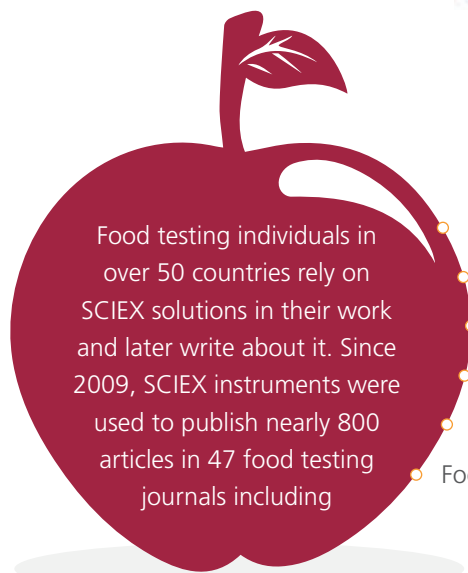 Food testing individuals in
over 50 countries rely on
SCIEX solutions in their work
and later write about it. Since
2009, SCIEX instruments were
used to publish nearly 800
articles in 47 food testing
journals including